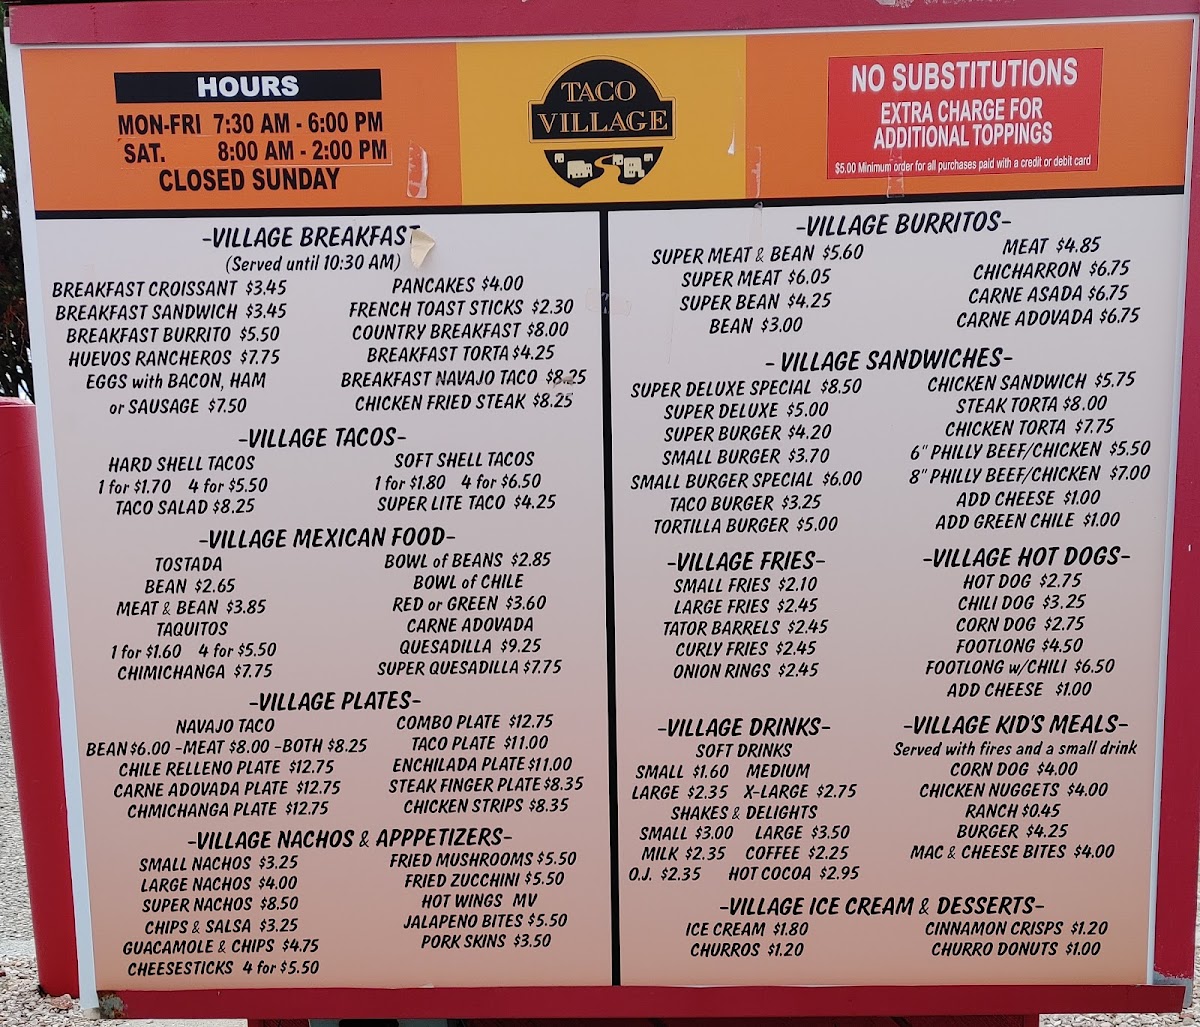 HOURS
MON-FRI 7:30 AM - 6:00 PM
SAT. 8:00 AM - 2:00 PM
CLOSED SUNDAY
TACO
VILLAGE
NO SUBSTITUTIONS
EXTRA CHARGE FOR
ADDITIONAL TOPPINGS
$5.00 Minimum order for all purchases paid with a credit or debit card
-VILLAGE BREAKFAST
(Served until 10:30 AM)
BREAKFAST CROISSANT $3.45
BREAKFAST SANDWICH $3.45
BREAKFAST BURRITO $5.50
HUEVOS RANCHEROS $7.75
EGGS with BACON, HAM
or SAUSAGE $7.50
PANCAKES $4.00
FRENCH TOAST STICKS $2.30
COUNTRY BREAKFAST $8.00
BREAKFAST TORTA $4.25
BREAKFAST NAVAJO TACO $8.25
CHICKEN FRIED STEAK $8.25
-VILLAGE TACOS-
HARD SHELL TACOS
1 for $1.70 4 for $5.50
TACO SALAD $8.25
SOFT SHELL TACOS
1 for $1.80 4 for $6.50
SUPER LITE TACO $4.25
-VILLAGE MEXICAN FOOD-
TOSTADA
BEAN $2.65
MEAT & BEAN $3.85
TAQUITOS
1 for $1.60 4 for $5.50
CHIMICHANGA $7.75
BOWL of BEANS $2.85
BOWL of CHILE
RED or GREEN $3.60
CARNE ADOVADA
QUESADILLA $9.25
SUPER QUESADILLA $7.75
-VILLAGE PLATES-
NAVAJO TACO
BEAN $6.00 -MEAT $8.00 -BOTH $8.25
CHILE RELLENO PLATE $12.75
CARNE ADOVADA PLATE $12.75
CHMICHANGA PLATE $12.75
COMBO PLATE $12.75
TACO PLATE $11.00
ENCHILADA PLATE $11.00
STEAK FINGER PLATE $8.35
CHICKEN STRIPS $8.35
-VILLAGE NACHOS & APPPETIZERS-
SMALL NACHOS $3.25
LARGE NACHOS $4.00
SUPER NACHOS $8.50
CHIPS & SALSA $3.25
GUACAMOLE & CHIPS $4.75
CHEESESTICKS 4 for $5.50
FRIED MUSHROOMS $5.50
FRIED ZUCCHINI $5.50
HOT WINGS MV
JALAPENO BITES $5.50
PORK SKINS $3.50
-VILLAGE BURRITOS-
SUPER MEAT & BEAN $5.60
SUPER MEAT $6.05
SUPER BEAN $4.25
BEAN $3.00
MEAT $4.85
CHICHARRON $6.75
CARNE ASADA $6.75
CARNE ADOVADA $6.75
- VILLAGE SANDWICHES-
SUPER DELUXE SPECIAL $8.50
SUPER DELUXE $5.00
SUPER BURGER $4.20
SMALL BURGER $3.70
SMALL BURGER SPECIAL $6.00
TACO BURGER $3.25
TORTILLA BURGER $5.00
CHICKEN SANDWICH $5.75
STEAK TORTA $8.00
CHICKEN TORTA $7.75
6" PHILLY BEEF/CHICKEN $5.50
8" PHILLY BEEF/CHICKEN $7.00
ADD CHEESE $1.00
ADD GREEN CHILE $1.00
-VILLAGE FRIES-
SMALL FRIES $2.10
LARGE FRIES $2.45
TATOR BARRELS $2.45
CURLY FRIES $2.45
ONION RINGS $2.45
-VILLAGE HOT DOGS-
HOT DOG $2.75
CHILI DOG $3.25
CORN DOG $2.75
FOOTLONG $4.50
FOOTLONG w/CHILI $6.50
ADD CHEESE $1.00
-VILLAGE DRINKS-
SOFT DRINKS
SMALL $1.60 MEDIUM
LARGE $2.35 X-LARGE $2.75
SHAKES & DELIGHTS
SMALL $3.00 LARGE $3.50
MILK $2.35 COFFEE $2.25
O.J. $2.35 HOT COCOA $2.95
-VILLAGE KID'S MEALS-
Served with fires and a small drink
CORN DOG $4.00
CHICKEN NUGGETS $4.00
RANCH $0.45
BURGER $4.25
MAC & CHEESE BITES $4.00
-VILLAGE ICE CREAM & DESSERTS-
ICE CREAM $1.80
CHURROS $1.20
CINNAMON CRISPS $1.20
CHURRO DONUTS $1.00